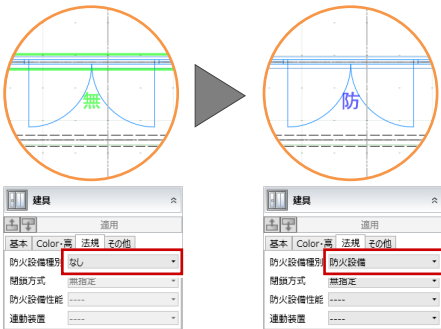 無
防
建具
適用
基本 Color・高 法規 その他
防火設備種別 なし
閉鎖方式 無指定
防火設備性能 ----
連動装置 ----
建具
適用
基本 Color・高 法規 その他
防火設備種別 防火設備
閉鎖方式 無指定
防火設備性能 ----
連動装置 ----